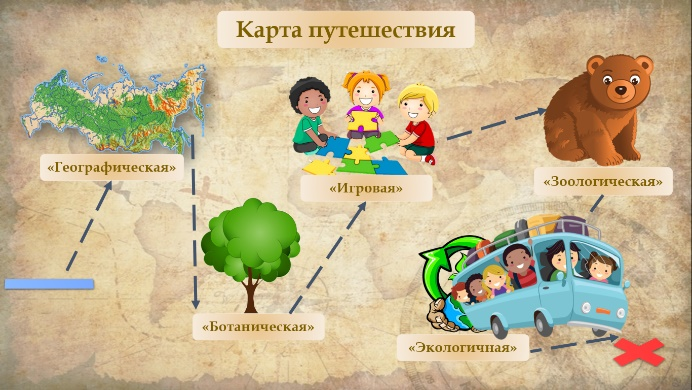 Карта путешествия
«Географическая»
«Ботаническая»
«Игровая»
«Зоологическая»
«Экологичная»